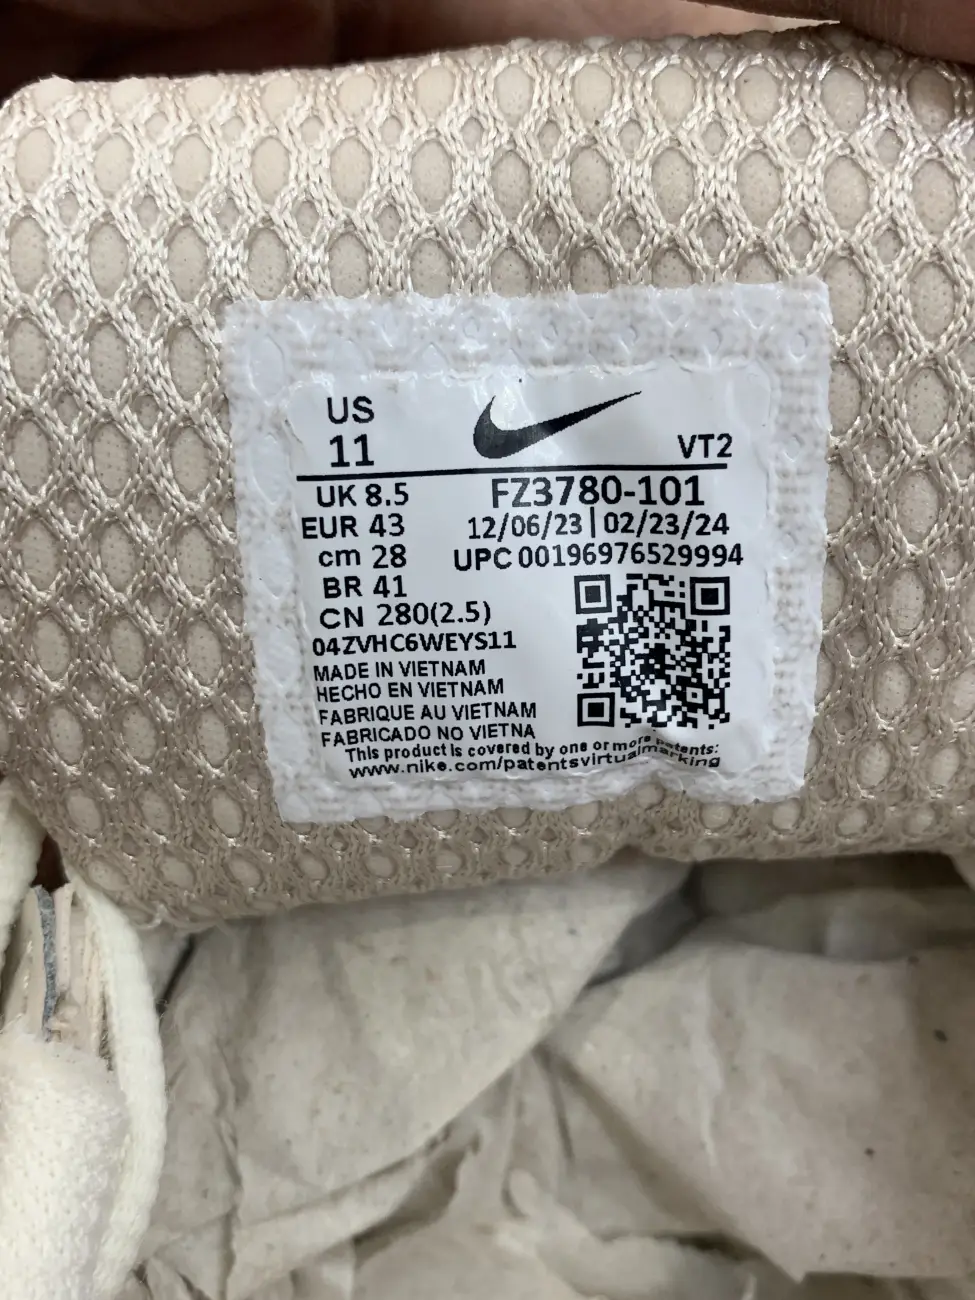 US
11
VT2
UK 8.5
FZ3780-101
EUR 43
12/06/23|02/23/24
cm 28
UPC 00196976529994
BR 41
CN 280(2.5)
04ZVHC6WEYS11
MADE IN VIETNAM
HECHO EN VIETNAM
FABRIQUE AU VIETNAM
FABRICADO NO VIETNA
This product is covered by one or more patents:
www.nike.com/patentsvirtualmarking